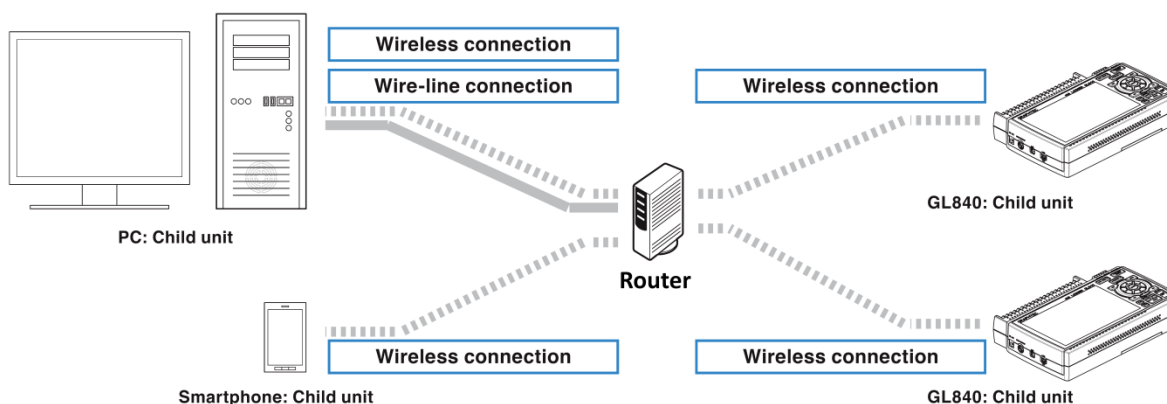 Wireless connection
Wire-line connection
Wireless connection
GL840: Child unit
PC: Child unit
Router
Wireless connection
Wireless connection
Smartphone: Child unit
GL840: Child unit